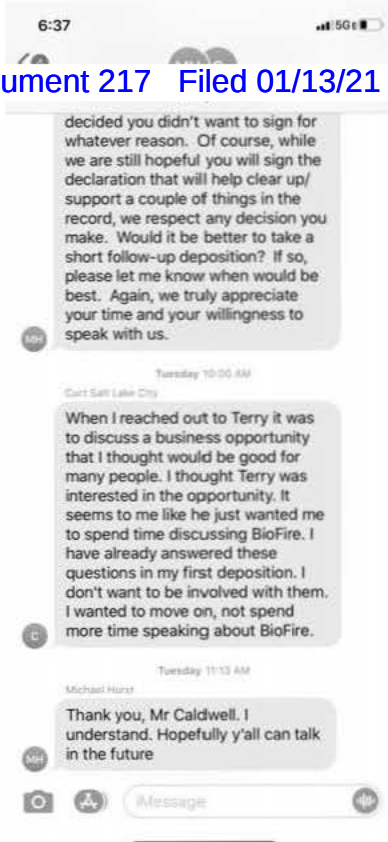 6:37
5GE
MH C
ument 217 Filed 01/13/21
decided you didn't want to sign for
whatever reason. Of course, while
we are still hopeful you will sign the
declaration that will help clear up/
support a couple of things in the
record, we respect any decision you
make. Would it be better to take a
short follow-up deposition? If so,
please let me know when would be
best. Again, we truly appreciate
your time and your willingness to
speak with us.
MH
Tuesday 10:00 AM
Curt Salt Lake City
When I reached out to Terry it was
to discuss a business opportunity
that I thought would be good for
many people. I thought Terry was
interested in the opportunity. It
seems to me like he just wanted me
to spend time discussing BioFire. I
have already answered these
questions in my first deposition. I
don't want to be involved with them.
I wanted to move on, not spend
more time speaking about BioFire.
C
Tuesday 11:13 AM
Michael Hurst
Thank you, Mr Caldwell. I
understand. Hopefully y'all can talk
in the future
MH
iMessage